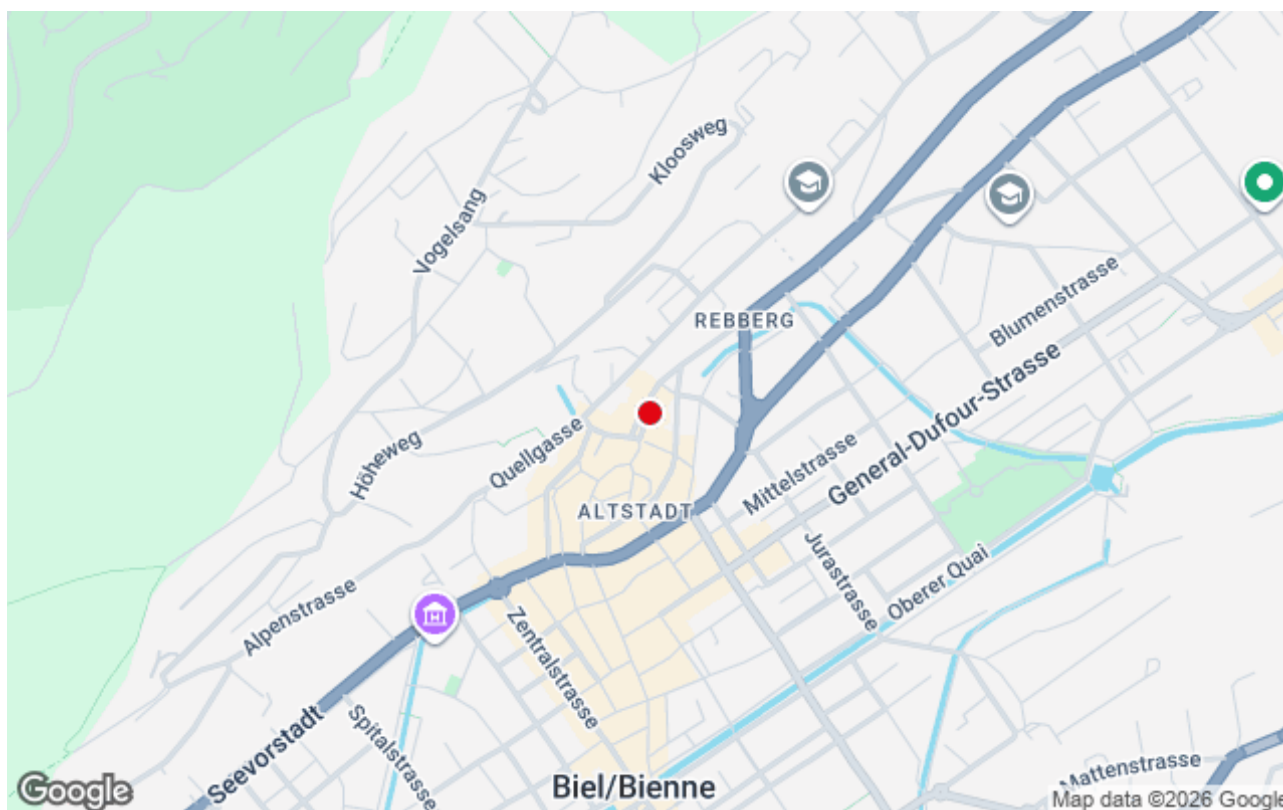 Kloosweg
Vogelsang
REBBERG
Blumenstrasse
General-Dufour-Strasse
Höheweg
Quellgasse
Mittelstrasse
ALTSTADT
Jurastrasse
Oberer Quai
Alpenstrasse
Zentralstrasse
Seevorstadt
Spitalstrasse
Biel/Bienne
Mattenstrasse
Google
Map data ©2026 Google